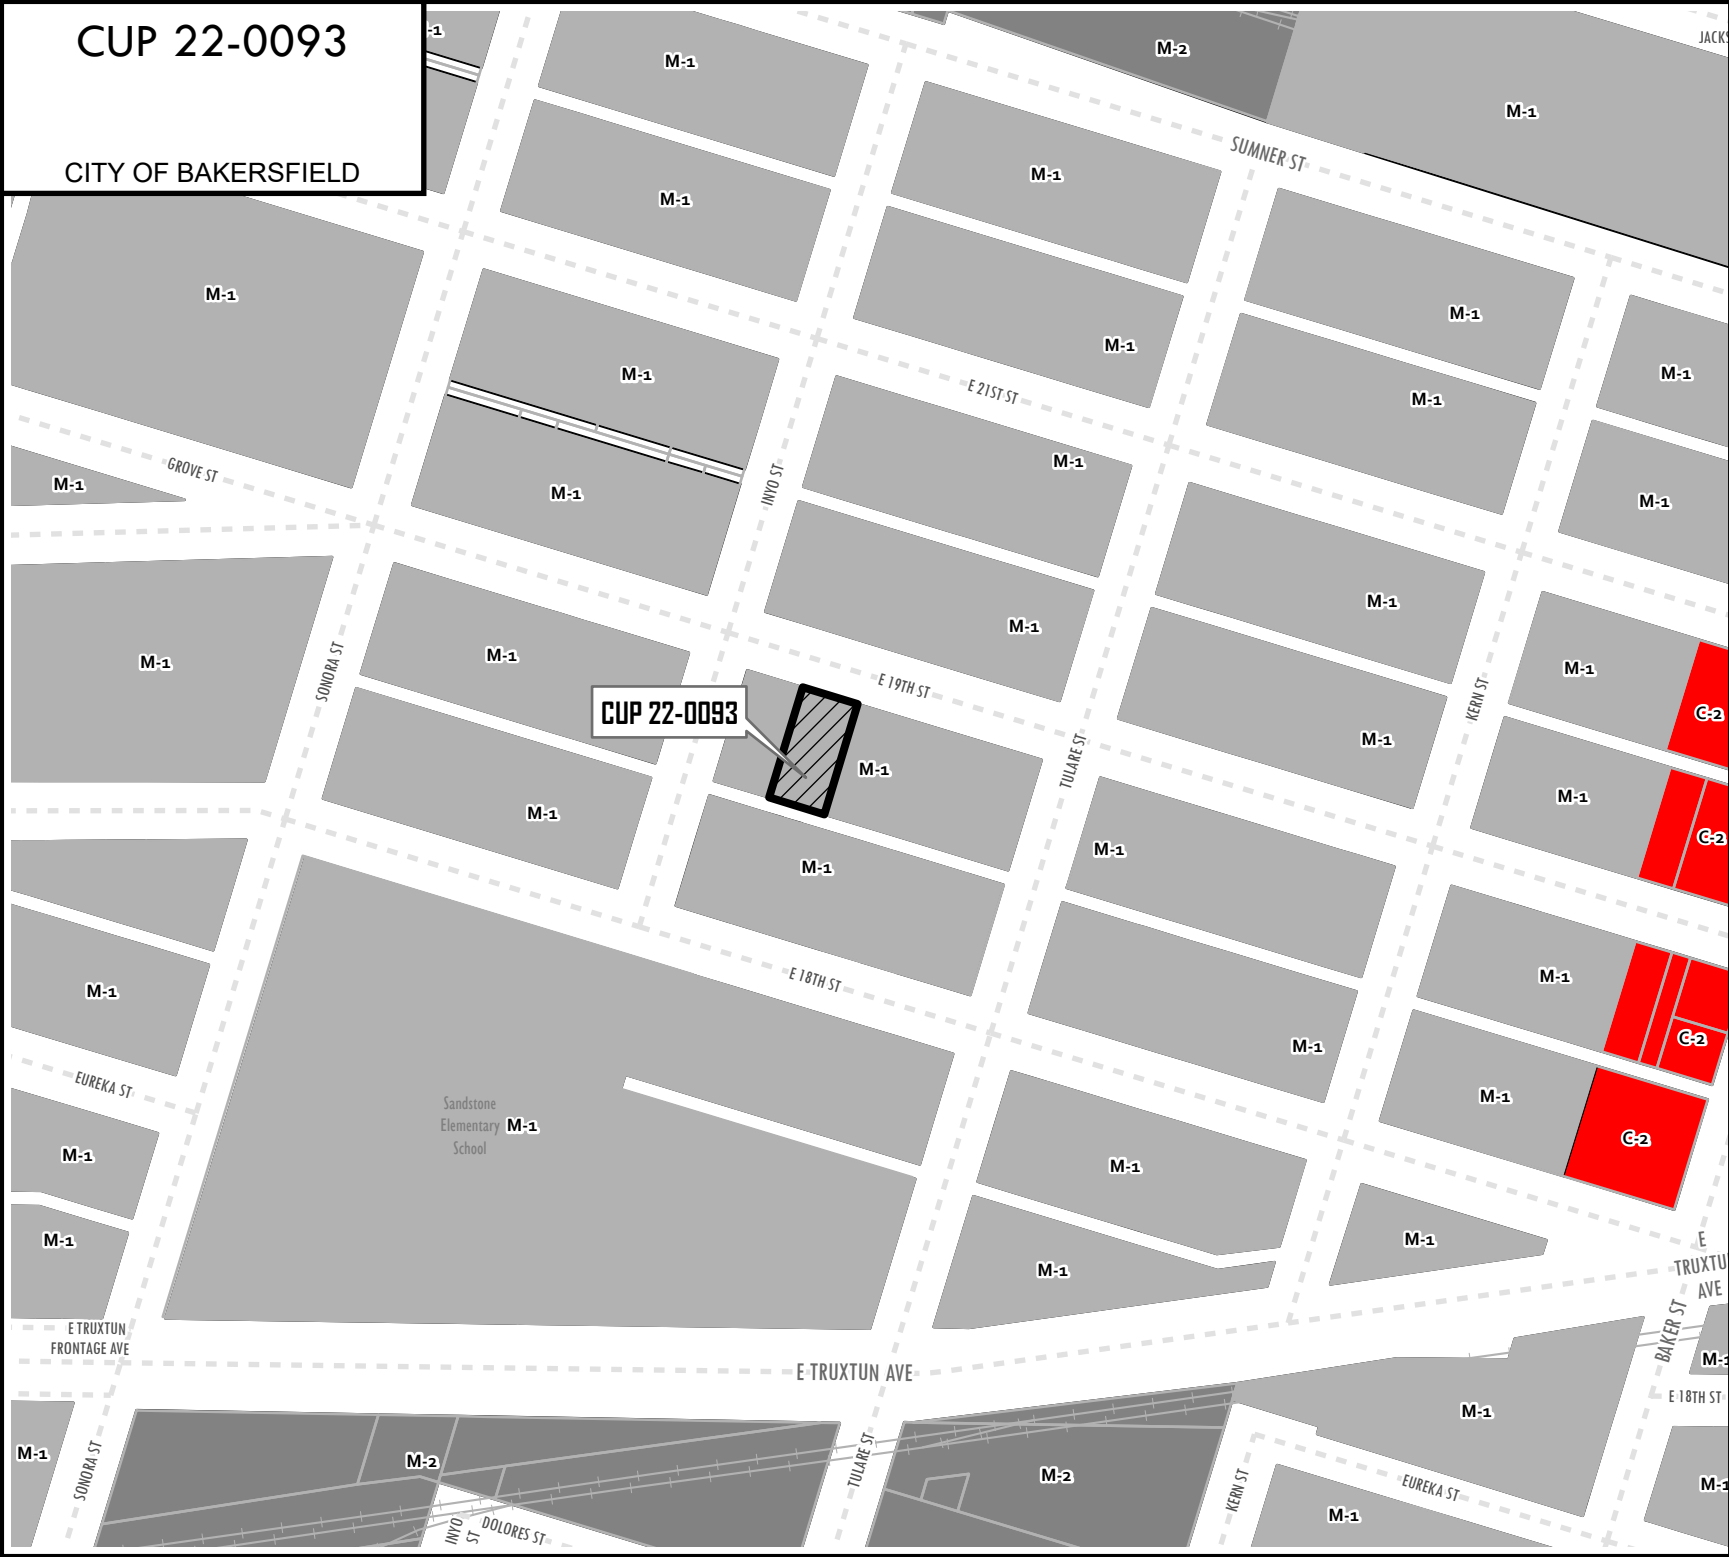 CUP 22-0093
CITY OF BAKERSFIELD
-1
M-1
M-2
JACKS
M-1
SUMNER ST
M-1
M-1
M-1
M-1
M-1
M-1
M-1
M-1
E 21ST ST
M-1
M-1
GROVE ST
M-1
INYO ST
M-1
M-1
M-1
M-1
M-1
SONORA ST
M-1
M-1
E 19TH ST
KERN ST
M-1
CUP 22-0093
C-2
M-1
TULARE ST
M-1
M-1
M-1
C-2
M-1
M-1
E 18TH ST
M-1
M-1
C-2
M-1
EUREKA ST
Sandstone
Elementary
School
M-1
M-1
C-2
M-1
M-1
M-1
M-1
M-1
E
TRUXTU
AVE
E TRUXTUN
FRONTAGE AVE
BAKER ST
M-1
E TRUXTUN AVE
E 18TH ST
M-1
M-1
SONORA ST
M-2
TULARE ST
M-2
KERN ST
EUREKA ST
M-1
INYO
ST
DOLORES ST
M-1